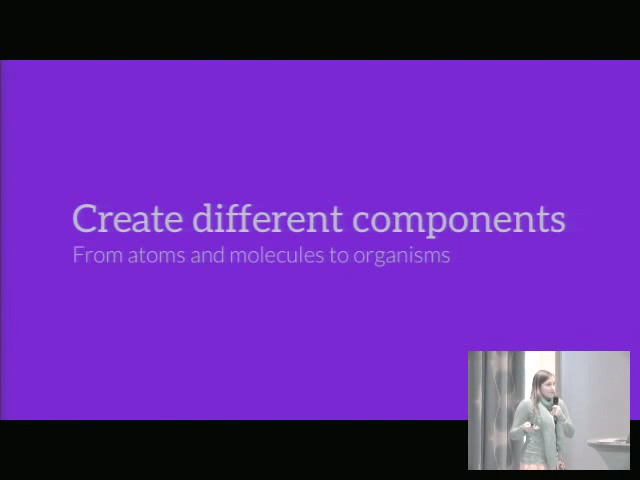 Create different components
From atoms and molecules to organisms